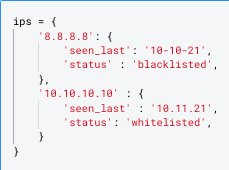 ips = {
    '8.8.8.8': {
        'seen_last': '10-10-21',
        'status' : 'blacklisted',
    },
    '10.10.10.10' : {
        'seen_last' : '10.11.21',
        'status': 'whitelisted',
    }
}